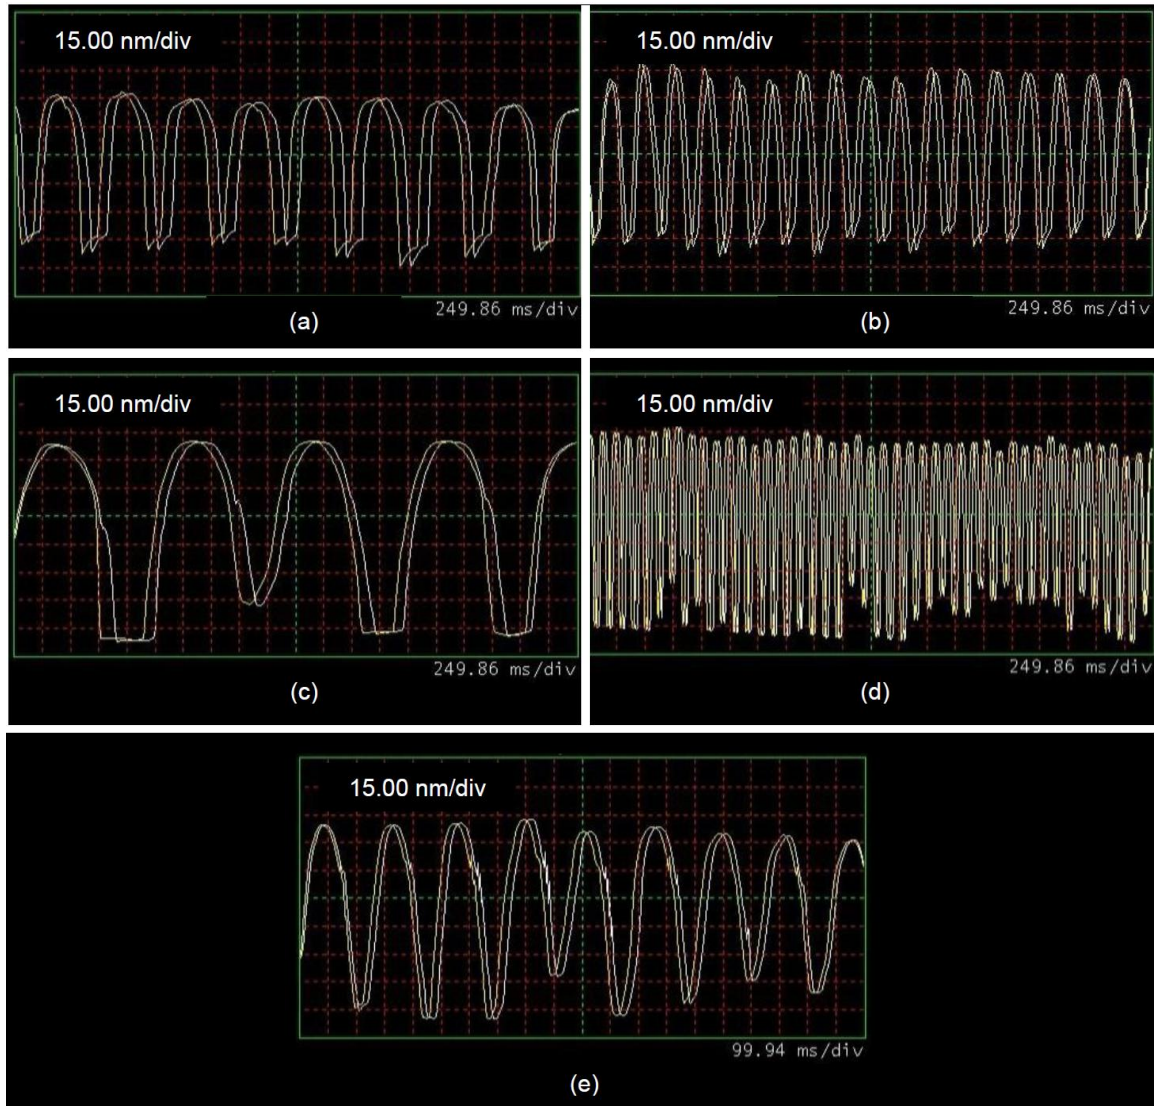 15.00 nm/div
249.86 ms/div
(a)
15.00 nm/div
249.86 ms/div
(b)
15.00 nm/div
249.86 ms/div
(c)
15.00 nm/div
249.86 ms/div
(d)
15.00 nm/div
99.94 ms/div
(e)